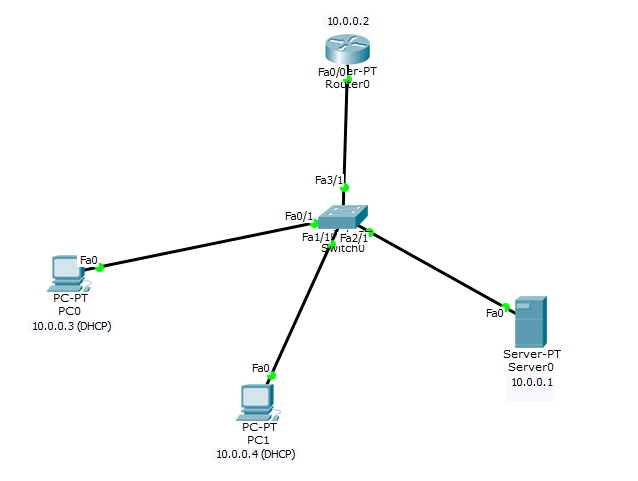 10.0.0.2
Fa0/0er-PT
Router0
Fa3/1
Fa0/1
Fa1/1 Fa2/1
Switch0
Fa0
PC-PT
PC0
10.0.0.3 (DHCP)
Fa0
Server-PT
Server0
10.0.0.1
Fa0
PC-PT
PC1
10.0.0.4 (DHCP)